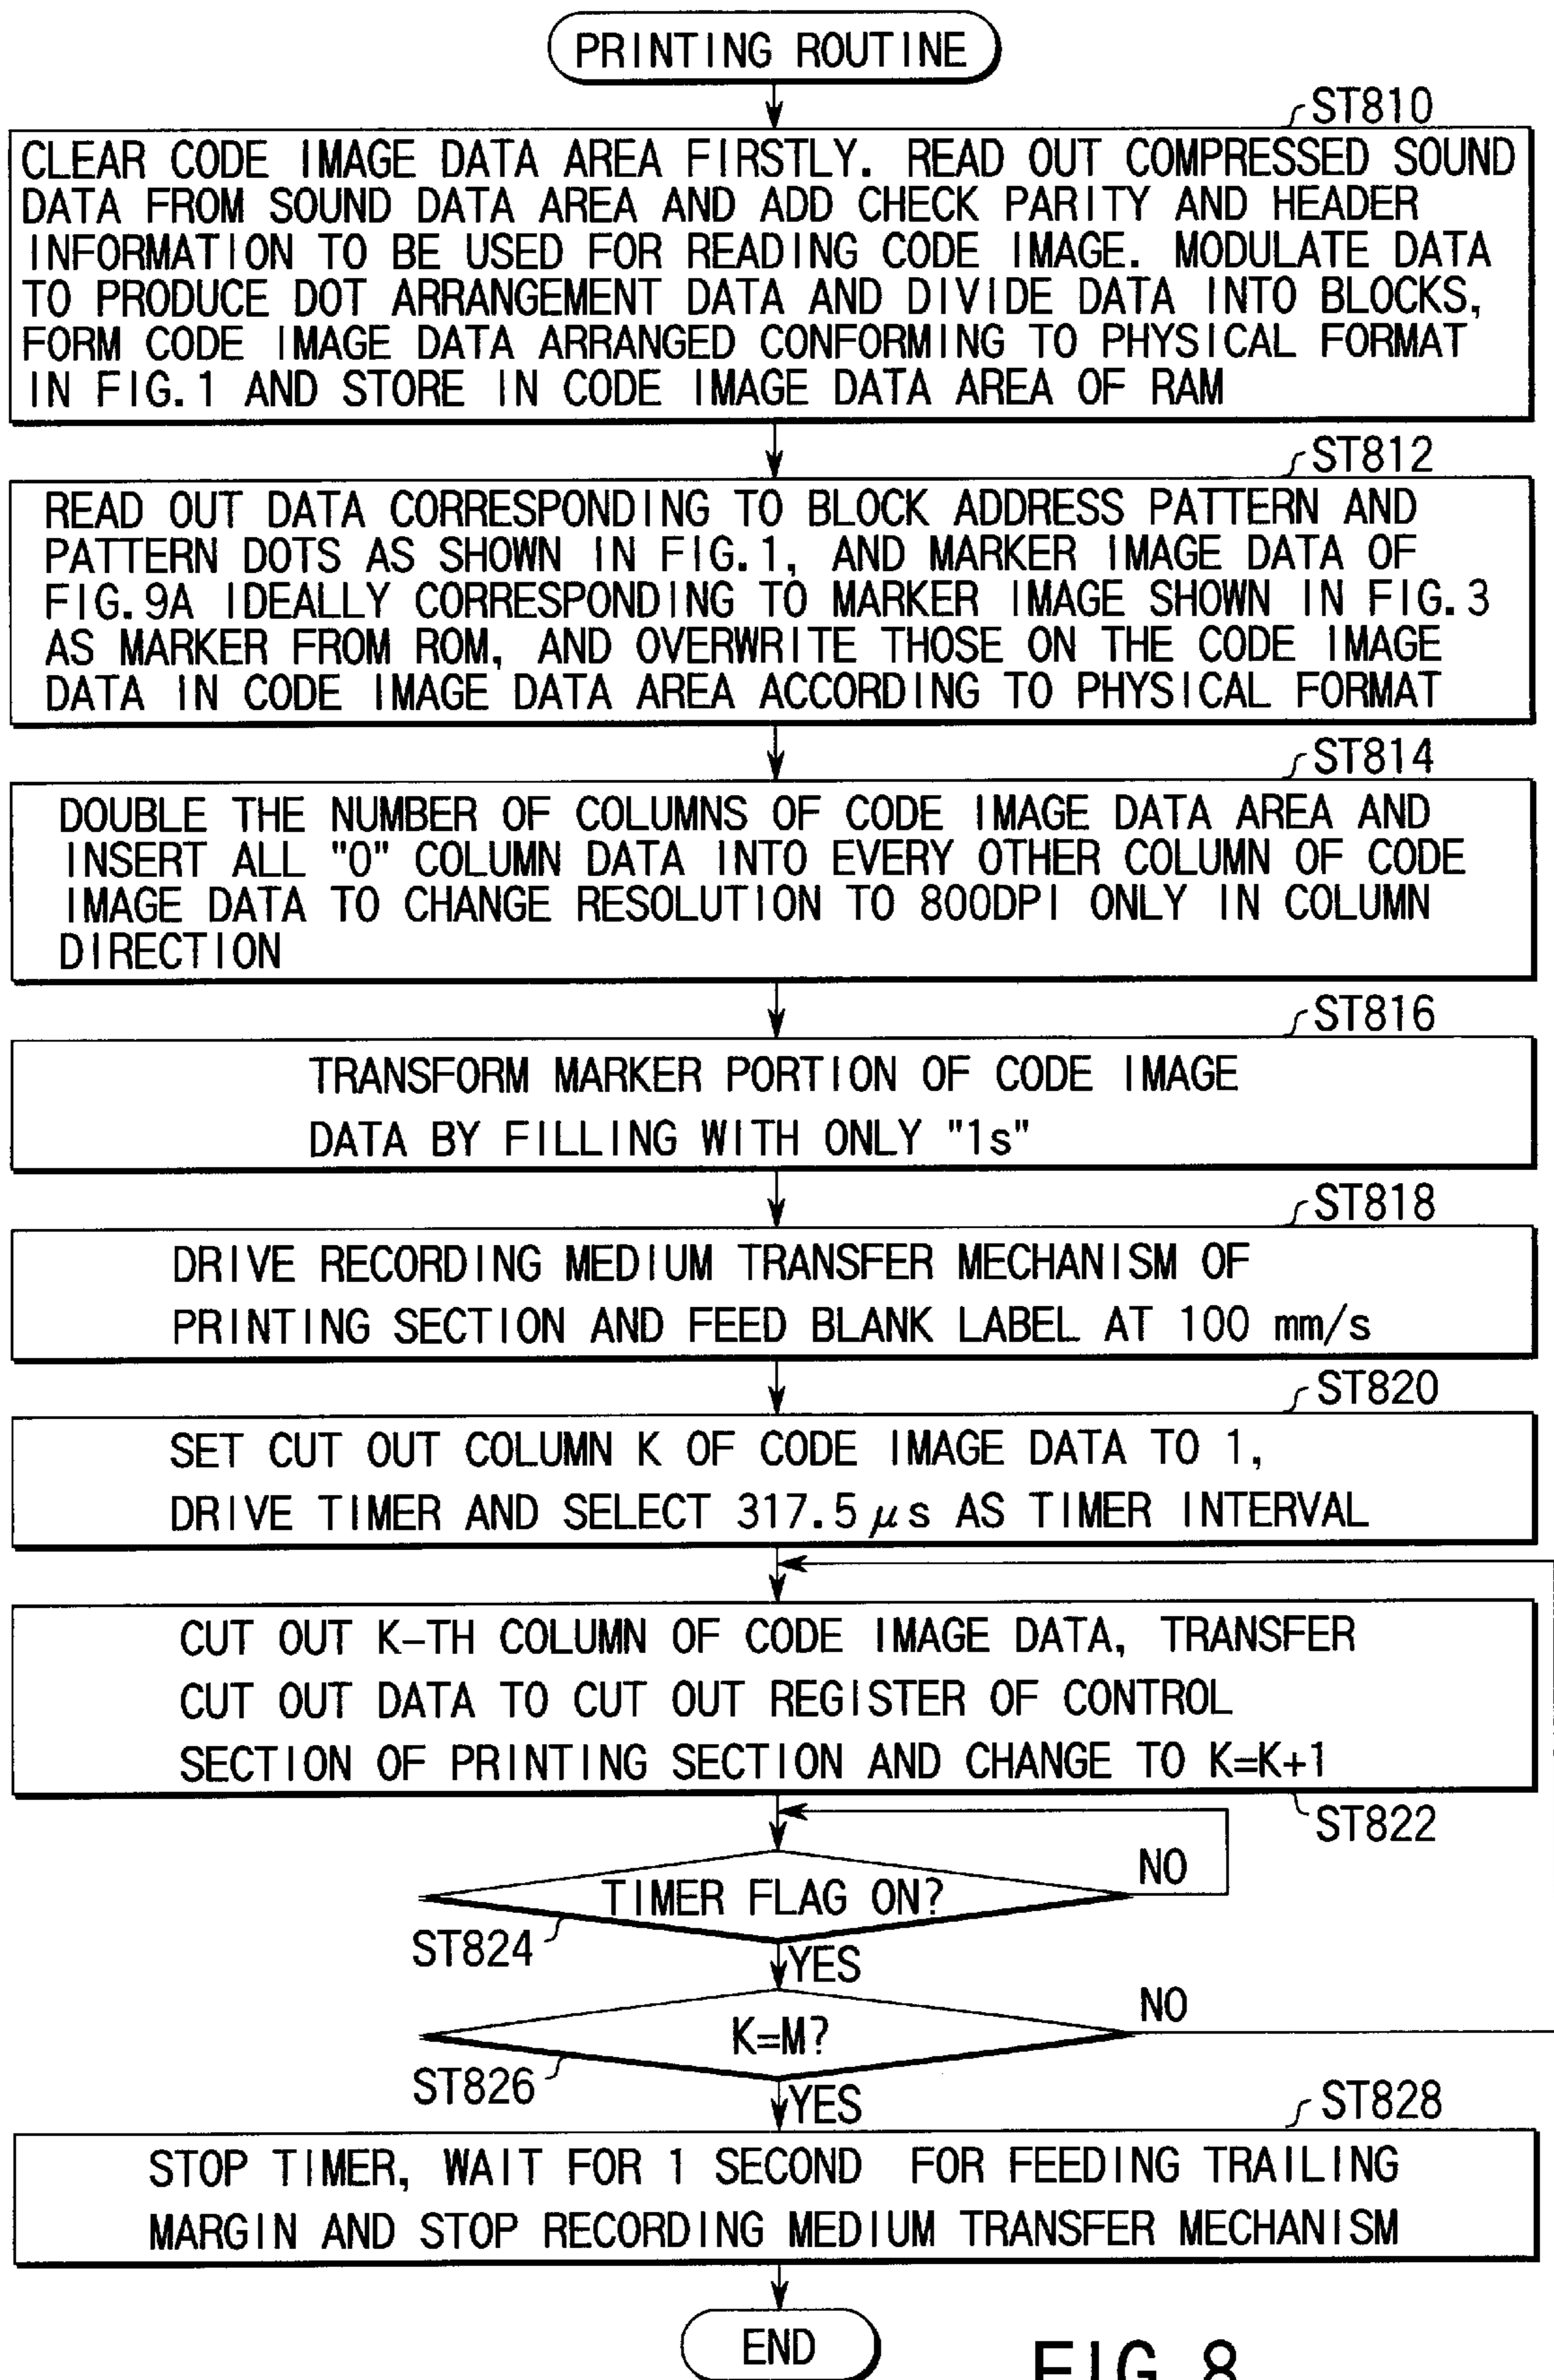 PRINTING ROUTINE
ST810
CLEAR CODE IMAGE DATA AREA FIRSTLY. READ OUT COMPRESSED SOUND
DATA FROM SOUND DATA AREA AND ADD CHECK PARITY AND HEADER
INFORMATION TO BE USED FOR READING CODE IMAGE. MODULATE DATA
TO PRODUCE DOT ARRANGEMENT DATA AND DIVIDE DATA INTO BLOCKS,
FORM CODE IMAGE DATA ARRANGED CONFORMING TO PHYSICAL FORMAT
IN FIG.1 AND STORE IN CODE IMAGE DATA AREA OF RAM
ST812
READ OUT DATA CORRESPONDING TO BLOCK ADDRESS PATTERN AND
PATTERN DOTS AS SHOWN IN FIG.1, AND MARKER IMAGE DATA OF
FIG.9A IDEALLY CORRESPONDING TO MARKER IMAGE SHOWN IN FIG.3
AS MARKER FROM ROM, AND OVERWRITE THOSE ON THE CODE IMAGE
DATA IN CODE IMAGE DATA AREA ACCORDING TO PHYSICAL FORMAT
ST814
DOUBLE THE NUMBER OF COLUMNS OF CODE IMAGE DATA AREA AND
INSERT ALL "0" COLUMN DATA INTO EVERY OTHER COLUMN OF CODE
IMAGE DATA TO CHANGE RESOLUTION TO 800DPI ONLY IN COLUMN
DIRECTION
ST816
TRANSFORM MARKER PORTION OF CODE IMAGE
DATA BY FILLING WITH ONLY "1s"
ST818
DRIVE RECORDING MEDIUM TRANSFER MECHANISM OF
PRINTING SECTION AND FEED BLANK LABEL AT 100 mm/s
ST820
SET CUT OUT COLUMN K OF CODE IMAGE DATA TO 1,
DRIVE TIMER AND SELECT 317.5 μs AS TIMER INTERVAL
CUT OUT K-TH COLUMN OF CODE IMAGE DATA, TRANSFER
CUT OUT DATA TO CUT OUT REGISTER OF CONTROL
SECTION OF PRINTING SECTION AND CHANGE TO K=K+1
ST822
NO
TIMER FLAG ON?
ST824
YES
NO
K=M?
ST826
YES
ST828
STOP TIMER, WAIT FOR 1 SECOND FOR FEEDING TRAILING
MARGIN AND STOP RECORDING MEDIUM TRANSFER MECHANISM
END
FIG.8